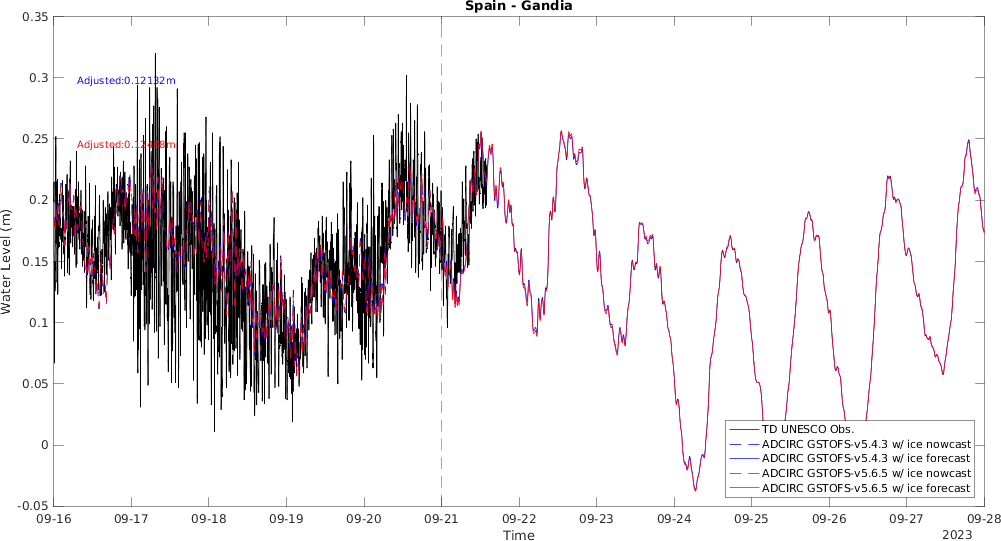 Spain - Gandia
0.35
0.3
0.25
0.2
0.15
0.1
0.05
0
-0.05
Water Level (m)
Adjusted:0.12132m
TD UNESCO Obs.
ADCIRC GSTOFS-v5.4.3 w/ ice nowcast
ADCIRC GSTOFS-v5.4.3 w/ ice forecast
ADCIRC GSTOFS-v5.6.5 w/ ice nowcast
ADCIRC GSTOFS-v5.6.5 w/ ice forecast
09-16 09-17 09-18 09-19 09-20 09-21 09-22 09-23 09-24 09-25 09-26 09-27 09-28
Time
2023